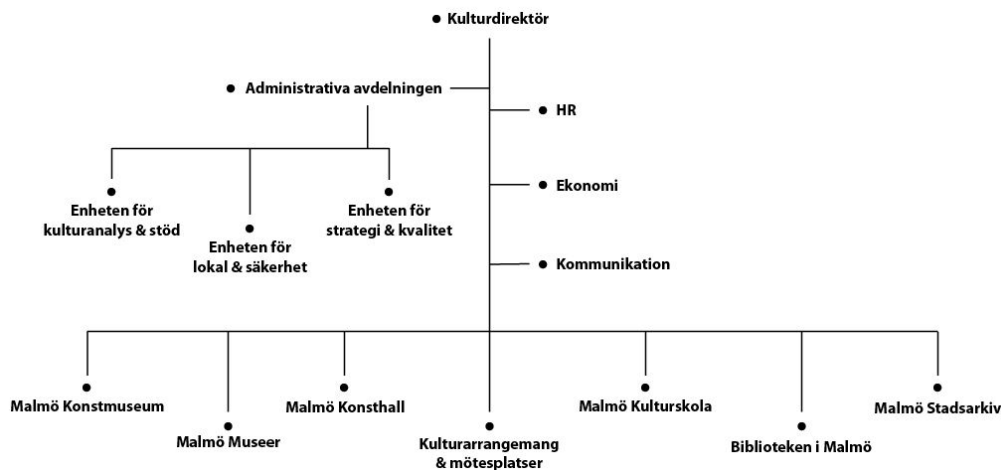 Kulturdirektör
Administrativa avdelningen
HR
Ekonomi
Enheten för
kulturanalys & stöd
Enheten för
lokal & säkerhet
Enheten för
strategi & kvalitet
Kommunikation
Malmö Konstmuseum
Malmö Museer
Malmö Konsthall
Kulturarrangemang
& mötesplatser
Malmö Kulturskola
Biblioteken i Malmö
Malmö Stadsarkiv